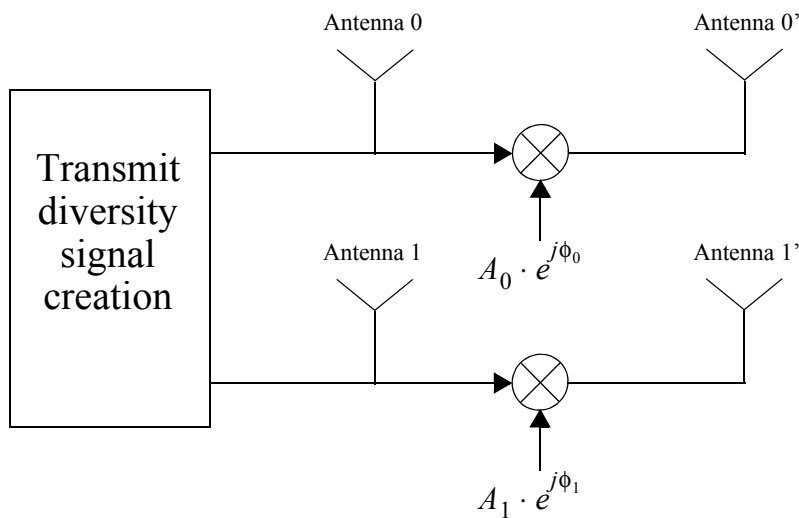 Antenna 0
Antenna 0’
Transmit
diversity
signal
creation
A₀ · e^{jϕ₀}
Antenna 1
Antenna 1’
A₁ · e^{jϕ₁}